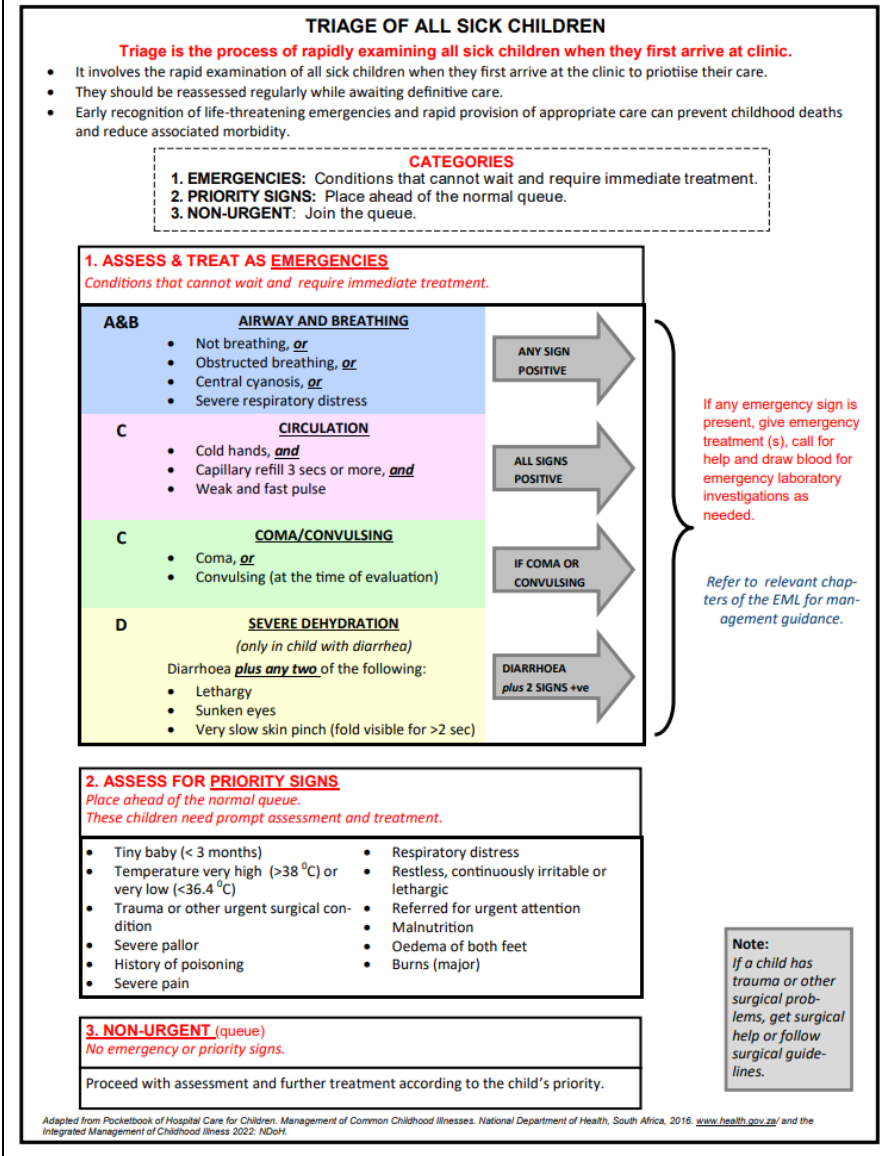 TRIAGE OF ALL SICK CHILDREN
Triage is the process of rapidly examining all sick children when they first arrive at clinic.
• It involves the rapid examination of all sick children when they first arrive at the clinic to priotiise their care.
• They should be reassessed regularly while awaiting definitive care.
• Early recognition of life-threatening emergencies and rapid provision of appropriate care can prevent childhood deaths
and reduce associated morbidity.
CATEGORIES
1. EMERGENCIES: Conditions that cannot wait and require immediate treatment.
2. PRIORITY SIGNS: Place ahead of the normal queue.
3. NON-URGENT: Join the queue.
1. ASSESS & TREAT AS EMERGENCIES
Conditions that cannot wait and require immediate treatment.
A&B
AIRWAY AND BREATHING
• Not breathing, or
• Obstructed breathing, or
• Central cyanosis, or
• Severe respiratory distress
ANY SIGN
POSITIVE
C
CIRCULATION
• Cold hands, and
• Capillary refill 3 secs or more, and
• Weak and fast pulse
ALL SIGNS
POSITIVE
C
COMA/CONVULSING
• Coma, or
• Convulsing (at the time of evaluation)
IF COMA OR
CONVULSING
D
SEVERE DEHYDRATION
(only in child with diarrhea)
Diarrhoea plus any two of the following:
• Lethargy
• Sunken eyes
• Very slow skin pinch (fold visible for >2 sec)
DIARRHOEA
plus 2 SIGNS +ve
If any emergency sign is
present, give emergency
treatment (s), call for
help and draw blood for
emergency laboratory
investigations as
needed.
Refer to relevant chap-
ters of the EML for man-
agement guidance.
2. ASSESS FOR PRIORITY SIGNS
Place ahead of the normal queue.
These children need prompt assessment and treatment.
• Tiny baby (< 3 months)
• Temperature very high (>38 ⁰C) or
very low (<36.4 ⁰C)
• Trauma or other urgent surgical con-
dition
• Severe pallor
• History of poisoning
• Severe pain
• Respiratory distress
• Restless, continuously irritable or
lethargic
• Referred for urgent attention
• Malnutrition
• Oedema of both feet
• Burns (major)
Note:
If a child has
trauma or other
surgical prob-
lems, get surgical
help or follow
surgical guide-
lines.
3. NON-URGENT (queue)
No emergency or priority signs.
Proceed with assessment and further treatment according to the child's priority.
Adapted from Pocketbook of Hospital Care for Children. Management of Common Childhood Illnesses. National Department of Health, South Africa, 2016. www.health.gov.za/ and the
Integrated Management of Childhood Illness 2022: NDoH.